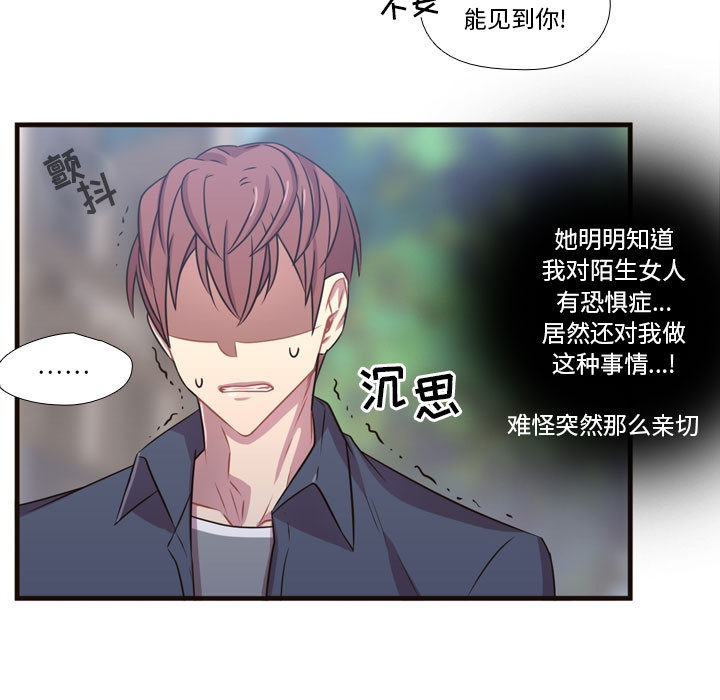 能见到你!
颤抖
……
沉思
她明明知道
我对陌生女人
有恐惧症…
居然还对我做
这种事情…!
难怪突然那么亲切